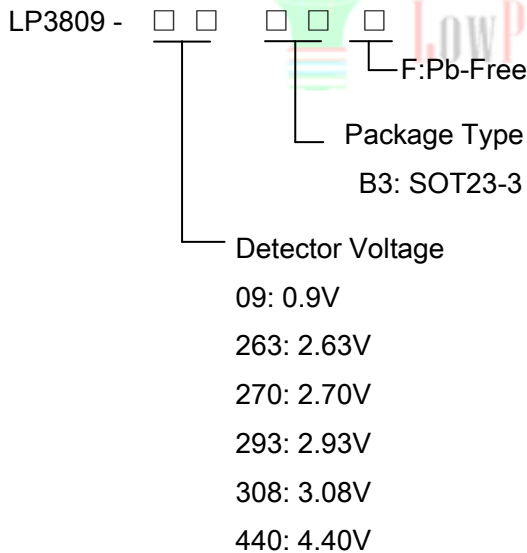 LP3809 - □ □ □ □ □
LowP
F:Pb-Free
Package Type
B3: SOT23-3
Detector Voltage
09: 0.9V
263: 2.63V
270: 2.70V
293: 2.93V
308: 3.08V
440: 4.40V